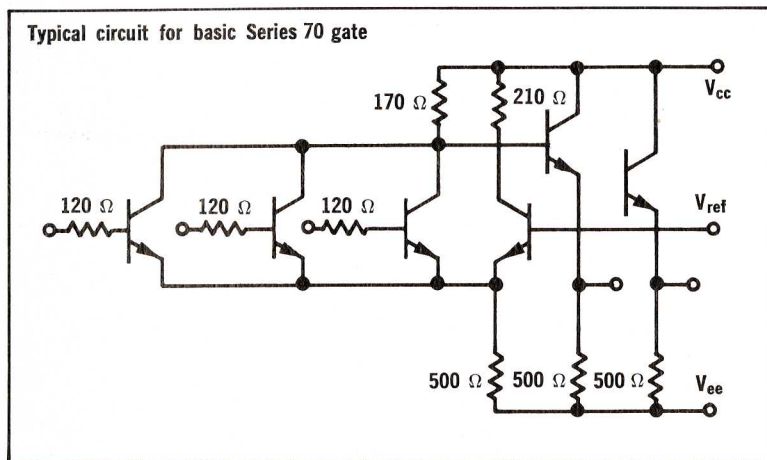 Typical circuit for basic Series 70 gate
170 Ω
210 Ω
Vcc
120 Ω
120 Ω
120 Ω
Vref
500 Ω
500 Ω
500 Ω
Vee